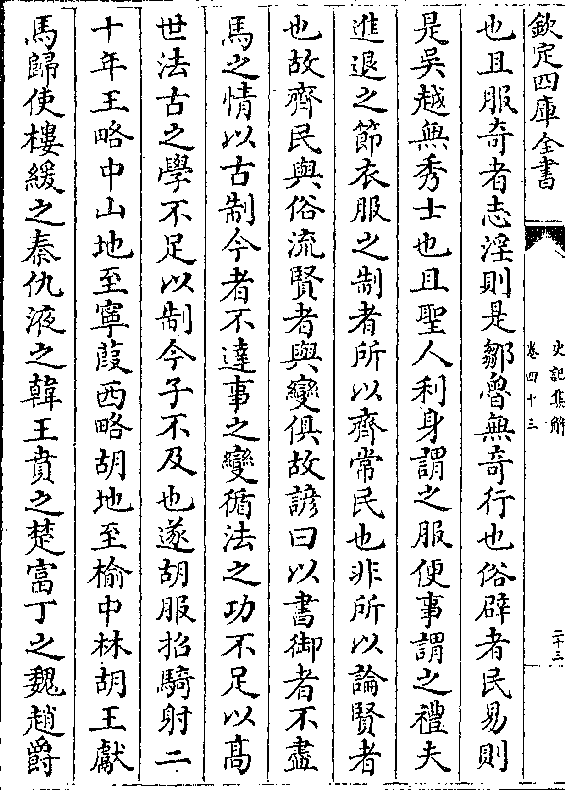 欽定四庫全書
史記集解
卷四十三
二十三
也且服奇者志淫則是鄒魯無奇行也俗辟者民易則
是吳越無秀士也且聖人利身謂之服便事謂之禮夫
進退之節衣服之制者所以齊常民也非所以論賢者
也故齊民與俗流賢者與變俱故諺曰以書御者不盡
馬之情以古制今者不達事之變循法之功不足以髙
世法古之學不足以制今子不及也遂胡服招騎射二
十年王略中山地至寧葭西略胡地至榆中林胡王獻
馬歸使樓緩之秦仇液之韓王賁之楚富丁之魏趙爵